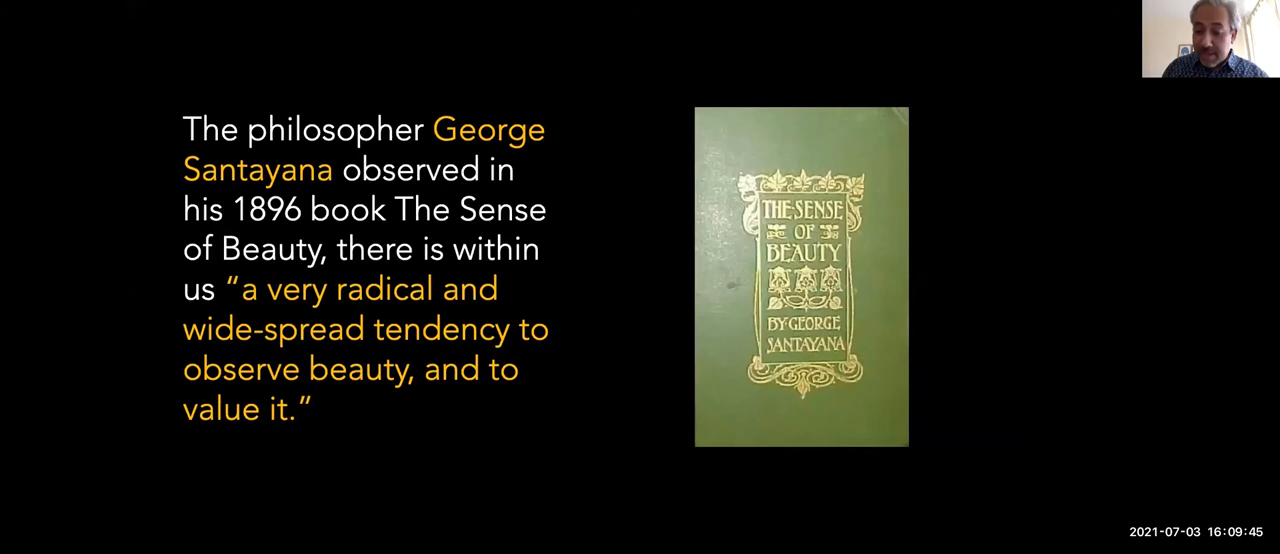 The philosopher George
Santayana observed in
his 1896 book The Sense
of Beauty, there is within
us “a very radical and
wide-spread tendency to
observe beauty, and to
value it.”
THE·SENSE
OF
BEAUTY
BY·GEORGE
SANTAYANA
2021-07-03 16:09:45